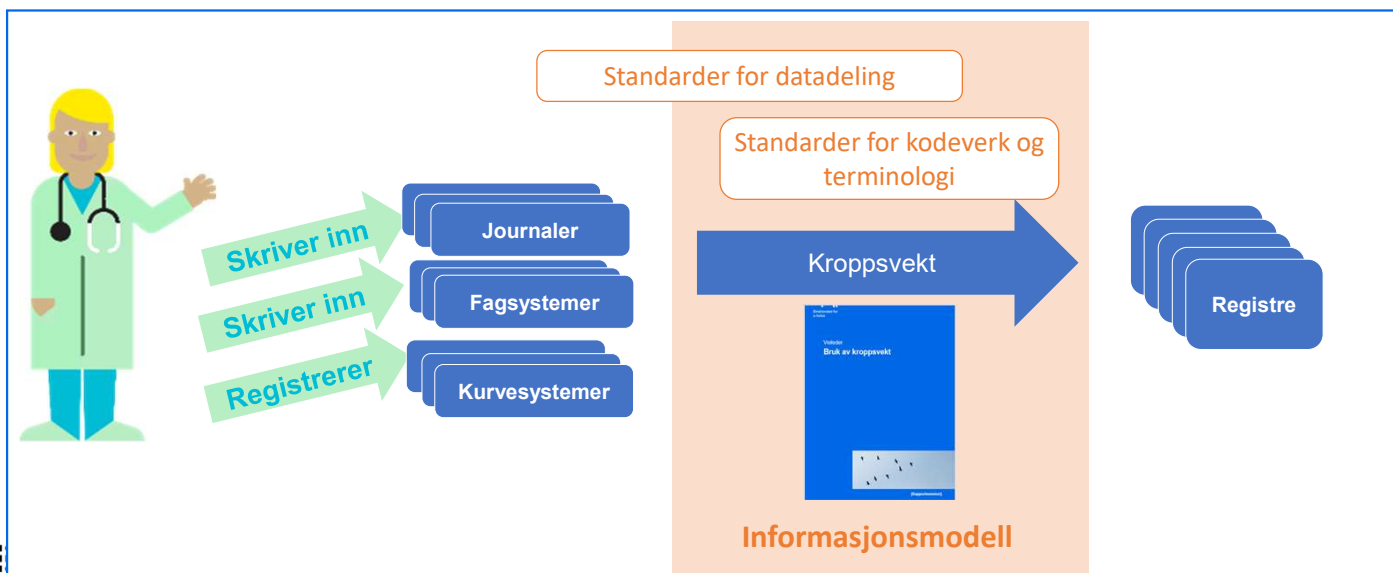 Standarder for datadeling
Standarder for kodeverk og
terminologi
Skriver inn
Journaler
Kroppsvekt
Skriver inn
Fagsystemer
Registre
Registrerer
Kurvesystemer
Veileder
Bruk av kroppsvekt
Informasjonsmodell